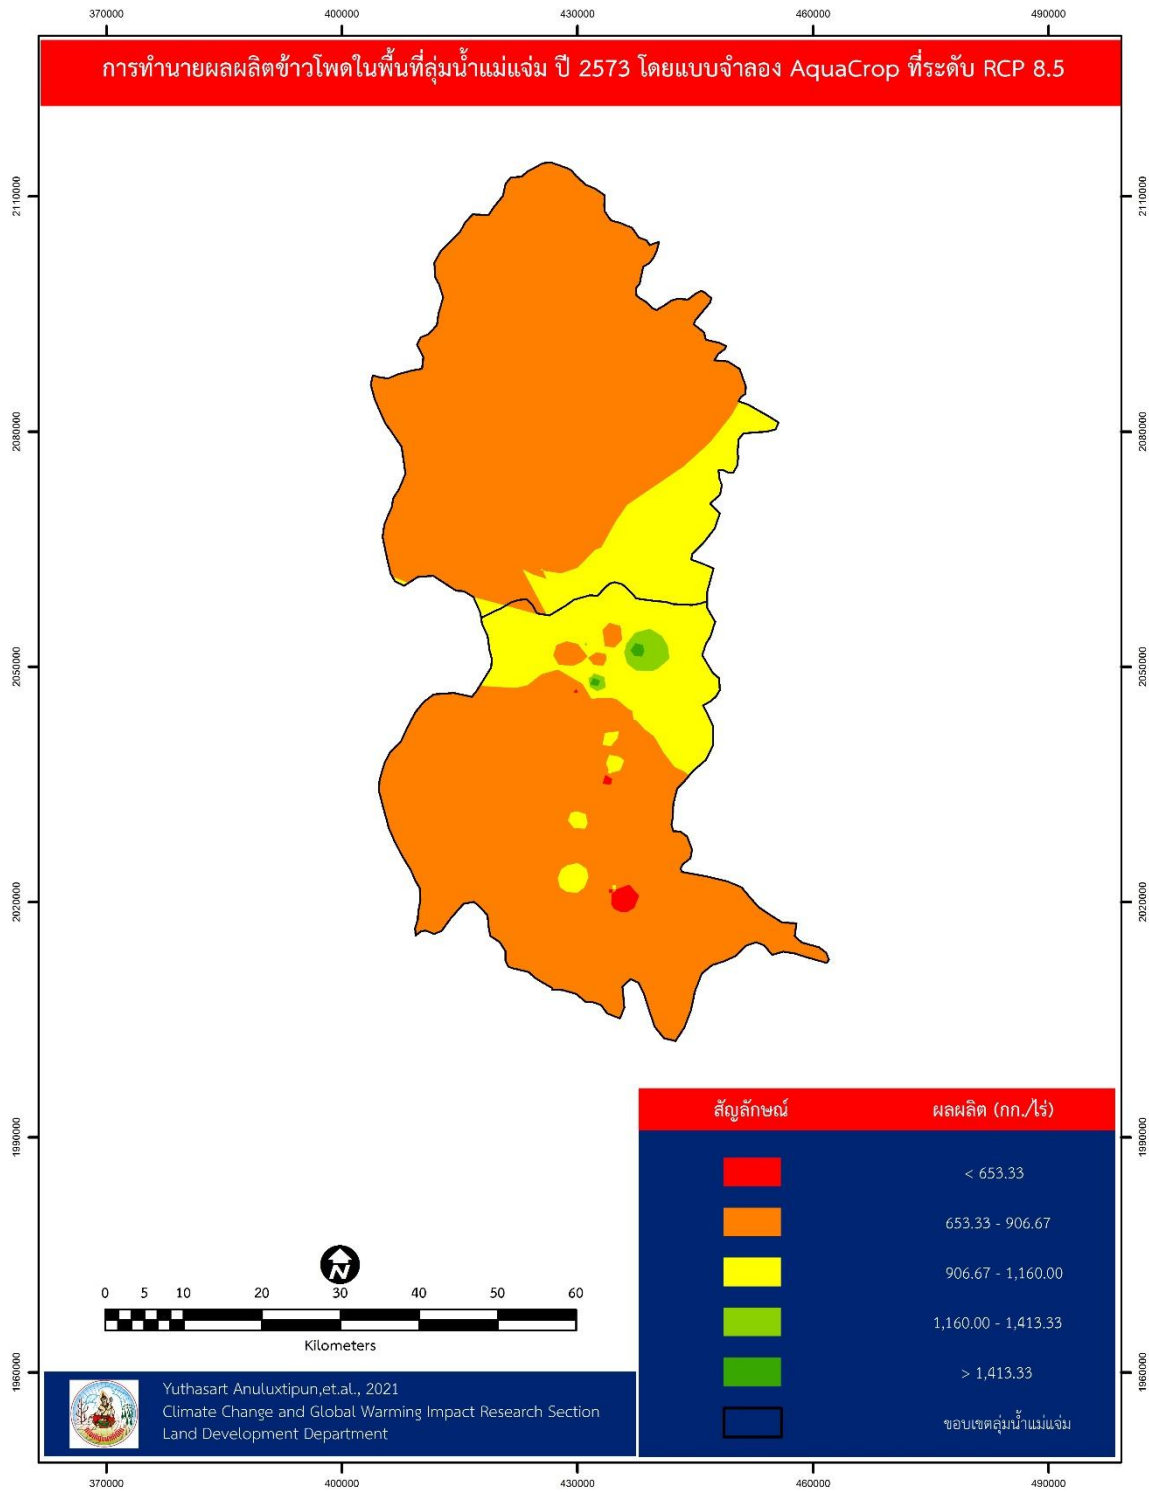 370000 400000 430000 460000 490000
การทำนายผลผลิตข้าวโพดในพื้นที่ลุ่มน้ำแม่แจ่ม ปี 2573 โดยแบบจำลอง AquaCrop ที่ระดับ RCP 8.5
2110000 2110000
2080000 2080000
2050000 2050000
2020000 2020000
1990000 1990000
1960000 1960000
สัญลักษณ์ ผลผลิต (กก./ไร่)
< 653.33
653.33 - 906.67
906.67 - 1,160.00
1,160.00 - 1,413.33
> 1,413.33
ขอบเขตลุ่มน้ำแม่แจ่ม
N
0 5 10 20 30 40 50 60
Kilometers
Yuthasart Anuluxtipun,et.al., 2021
Climate Change and Global Warming Impact Research Section
Land Development Department
370000 400000 430000 460000 490000